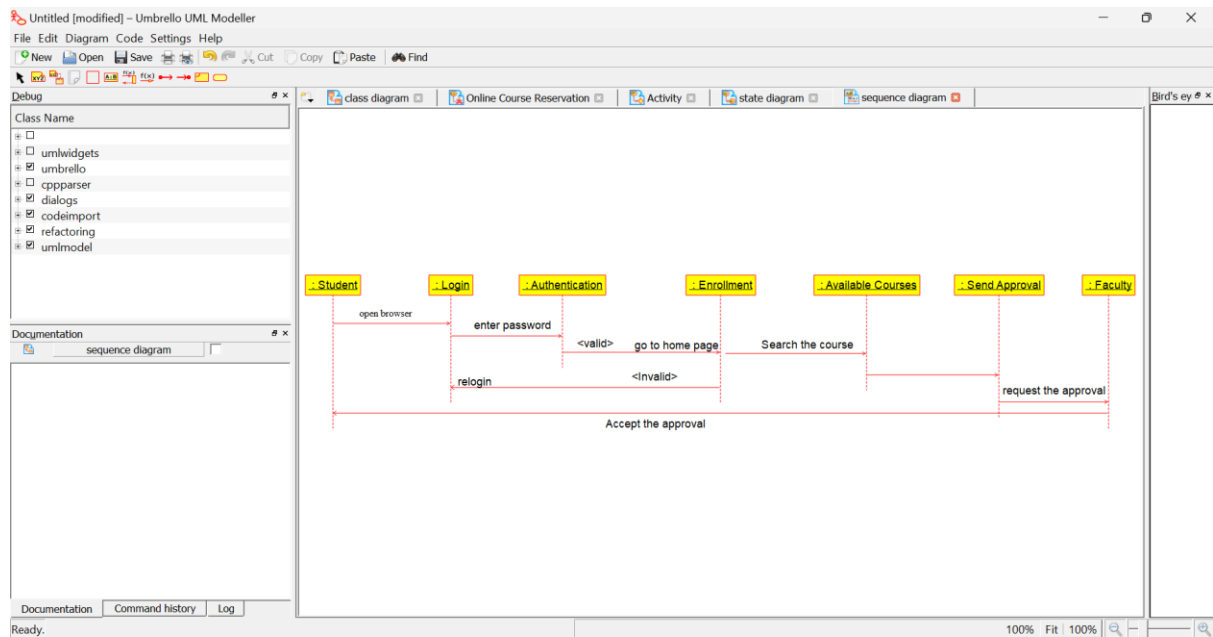 Untitled [modified] – Umbrello UML Modeller
File Edit Diagram Code Settings Help
New Open Save Cut Copy Paste Find
Debug
class diagram
Online Course Reservation
Activity
state diagram
sequence diagram
Bird's ey
Class Name
umlwidgets
umbrello
cppparser
dialogs
codeimport
refactoring
umlmodel
: Student
: Login
: Authentication
: Enrollment
: Available Courses
: Send Approval
: Faculty
open browser
enter password
<valid>
go to home page
Search the course
relogin
<Invalid>
request the approval
Accept the approval
Documentation
sequence diagram
Documentation
Command history
Log
Ready.
100% Fit 100%